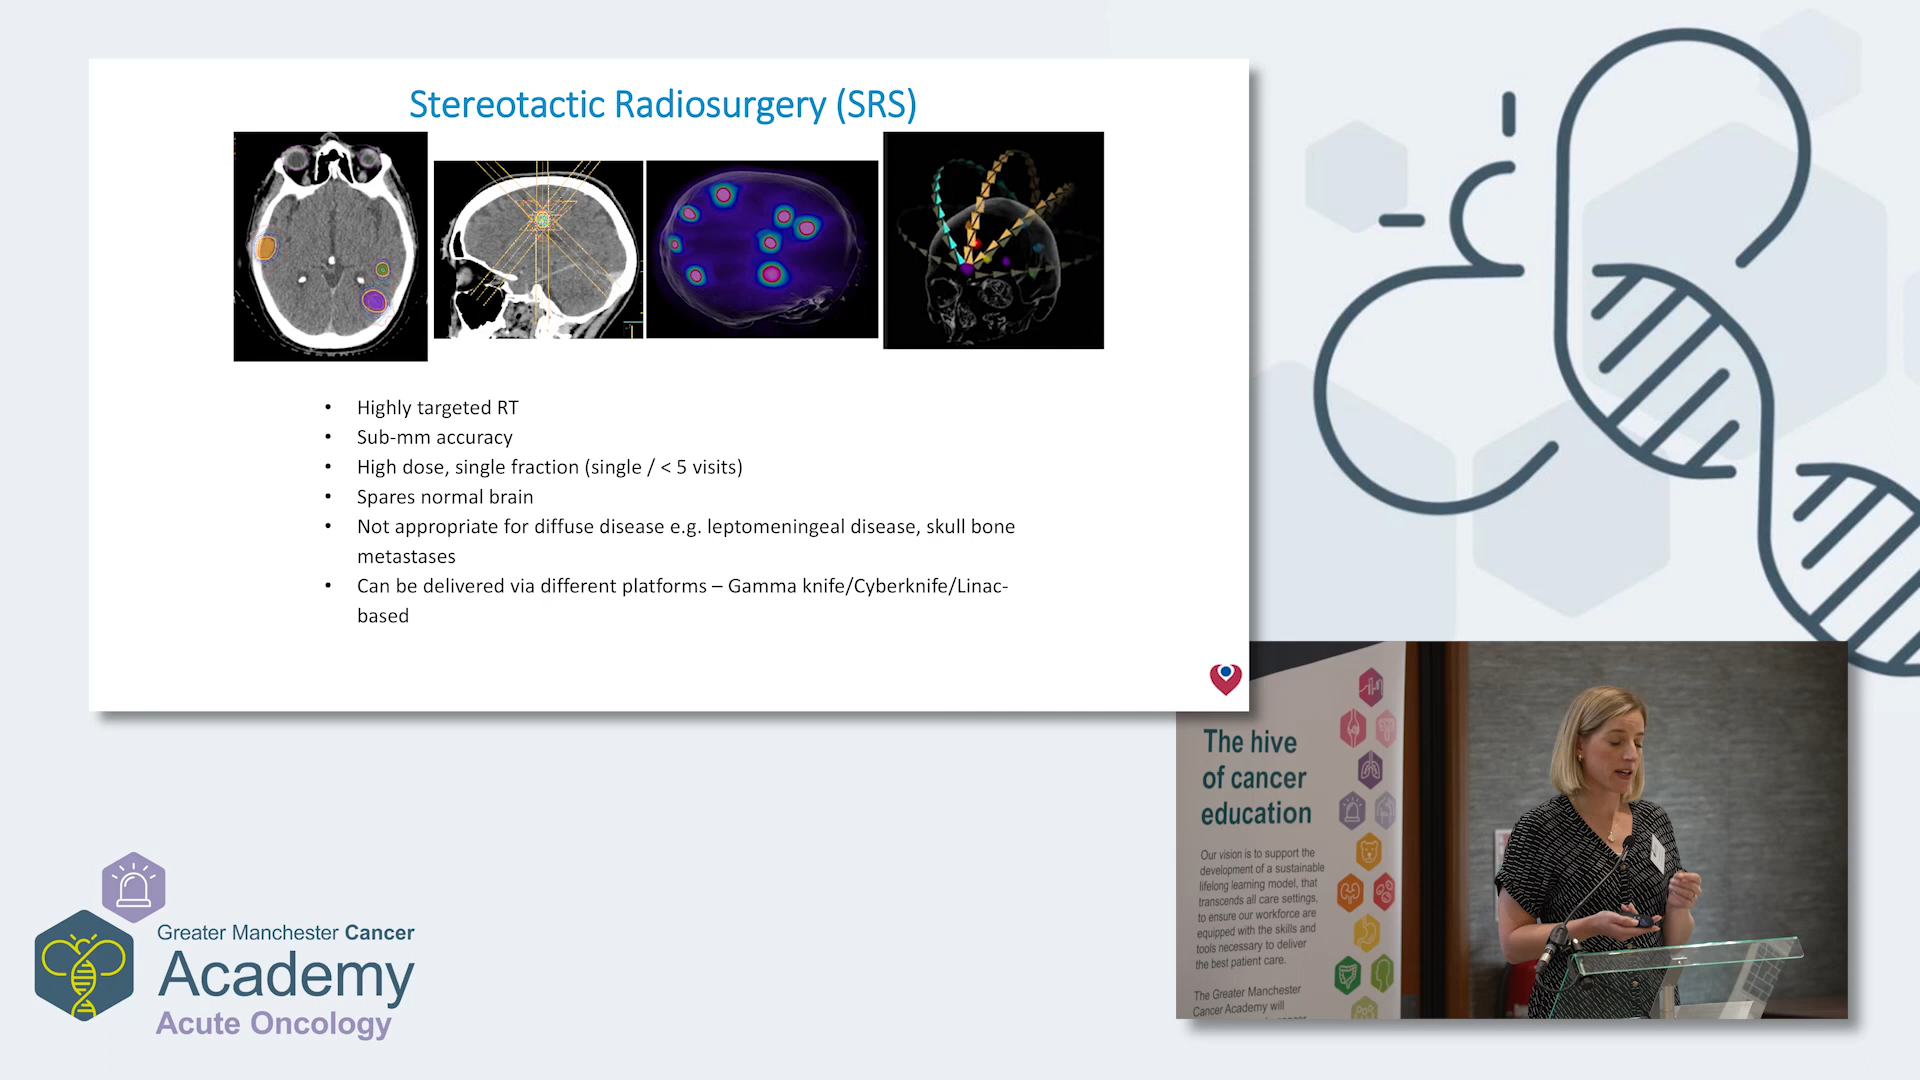 Stereotactic Radiosurgery (SRS)
• Highly targeted RT
• Sub-mm accuracy
• High dose, single fraction (single / < 5 visits)
• Spares normal brain
• Not appropriate for diffuse disease e.g. leptomeningeal disease, skull bone
metastases
• Can be delivered via different platforms – Gamma knife/Cyberknife/Linac-
based
The hive
of cancer
education
Our vision is to support the
development of a sustainable
lifelong learning model, that
transcends all care settings,
to ensure our workforce are
equipped with the skills and
tools necessary to deliver
the best patient care.
The Greater Manchester
Cancer Academy will
Greater Manchester Cancer
Academy
Acute Oncology